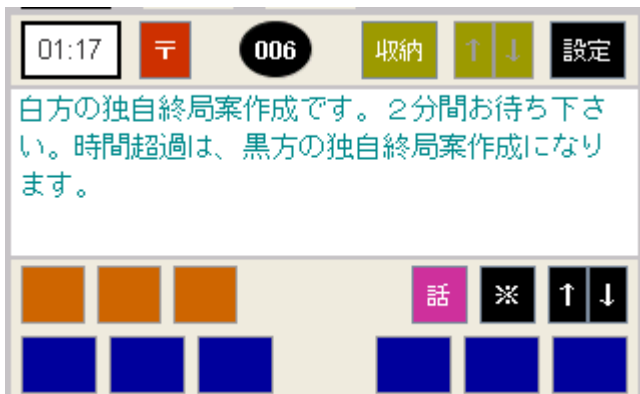 01:17 〒 006 収納 ↑ ↓ 設定
白方の独自終局案作成です。２分間お待ち下さ
い。時間超過は、黒方の独自終局案作成になり
ます。
話 ※ ↑ ↓